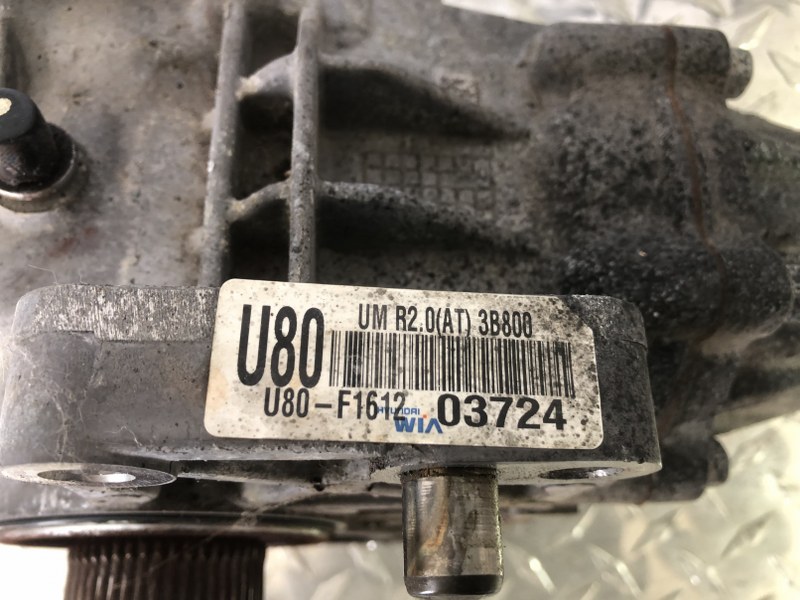 U80
UM R2.0(AT) 3B800
U80-F1612 03724
HYUNDAI
WIA